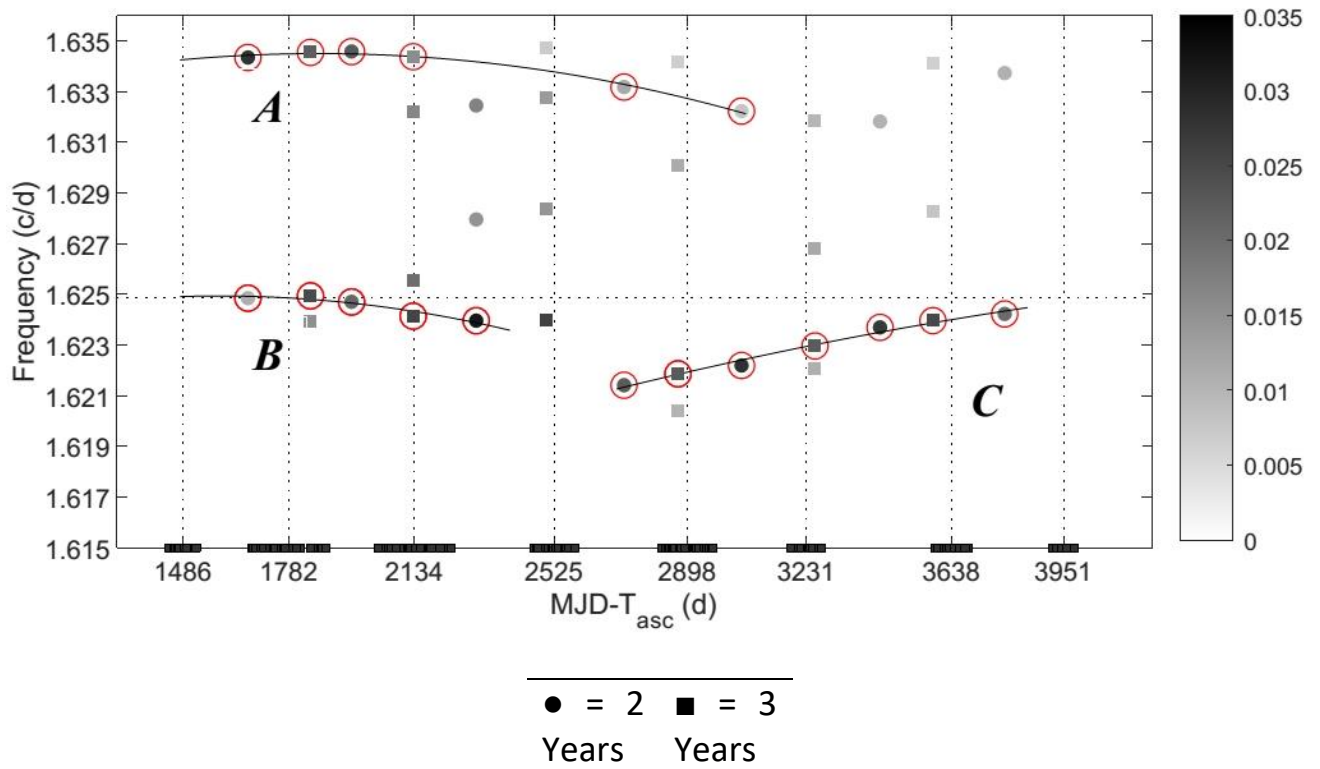 1.635
1.633
1.631
1.629
1.627
1.625
1.623
1.621
1.619
1.617
1.615
Frequency (c/d)
A
B
C
1486 1782 2134 2525 2898 3231 3638 3951
MJD-Tasc (d)
0.035
0.03
0.025
0.02
0.015
0.01
0.005
0
● = 2 ■ = 3
Years Years